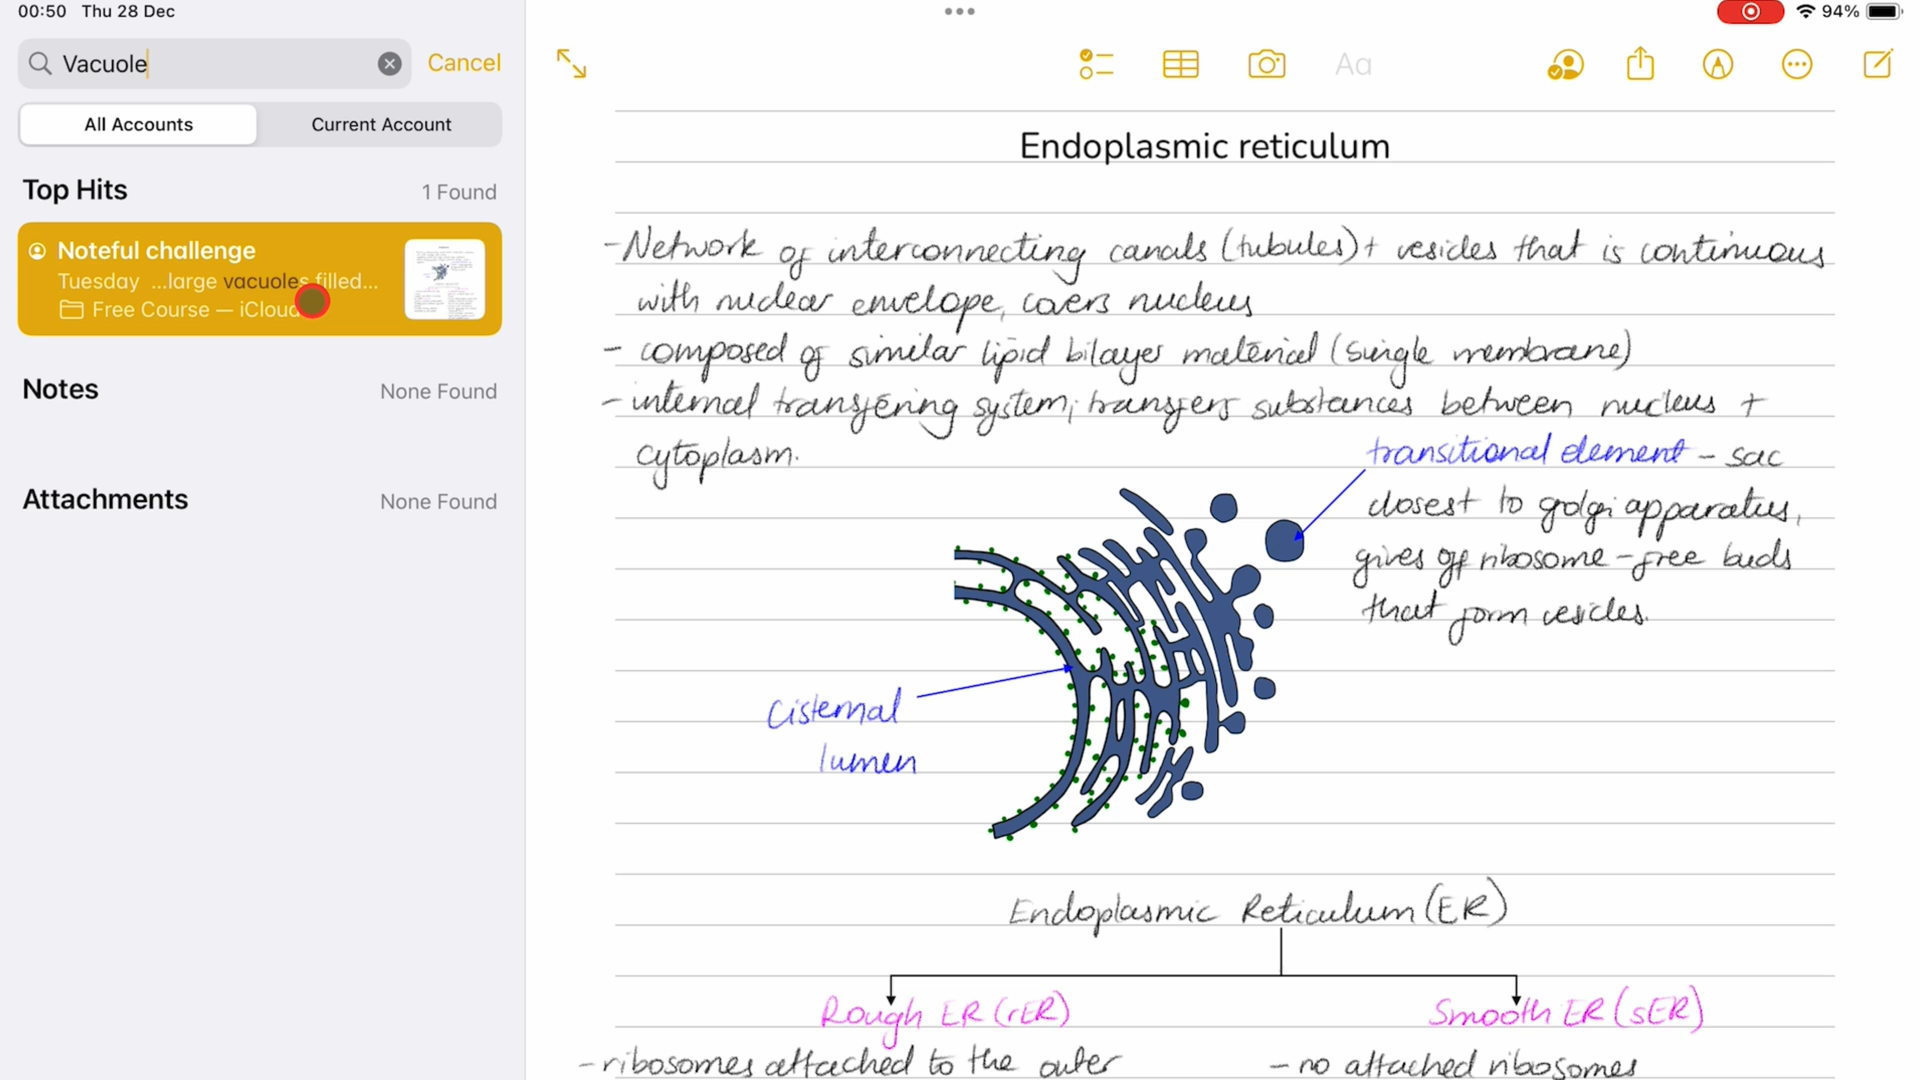 00:50 Thu 28 Dec
94%
Vacuole
Cancel
Aa
All Accounts
Current Account
Top Hits
1 Found
Noteful challenge
Tuesday ...large vacuoles filled...
Free Course — iCloud
Notes
None Found
Attachments
None Found
Endoplasmic reticulum
-Network of interconnecting canals (tubules)+ vesicles that is continuous
with nuclear envelope, covers nucleus
- composed of similar lipid bilayer material (single membrane)
- internal transfering system; transfers substances between nucleus +
cytoplasm.
transitional element - sac
closest to golgi apparatus,
gives off ribosome-free buds
that form vesicles.
Cisternal
lumen
Endoplasmic Reticulum (ER)
Rough ER (rER)
Smooth ER (sER)
-ribosomes attached to the outer
- no attached ribosomes